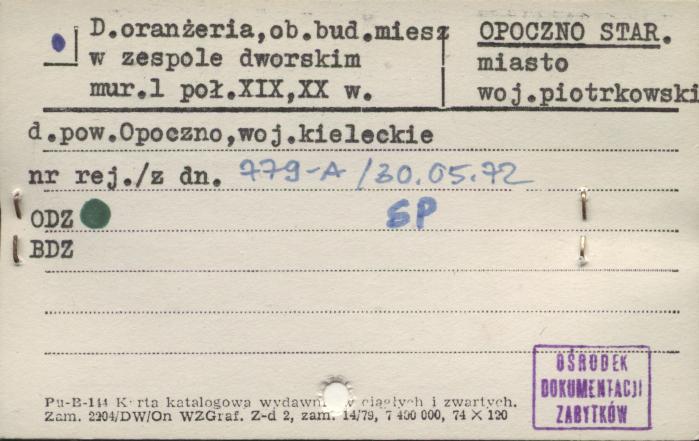 D.oranżeria,ob.bud.miesz
w zespole dworskim
mur.1 poł.XIX,XX w.
OPOCZNO STAR.
miasto
woj.piotrkowski
d.pow.Opoczno,woj.kieleckie
nr rej./z dn. 779-A /30.05.72
ODZ
SP
BDZ
OŚRODEK
DOKUMENTACJI
ZABYTKÓW
Pu-B-144 Karta katalogowa wydawnictw ciągłych i zwartych.
Zam. 2204/DW/On WZGraf. Z-d 2, zam. 14/79, 7 400 000, 74 × 120